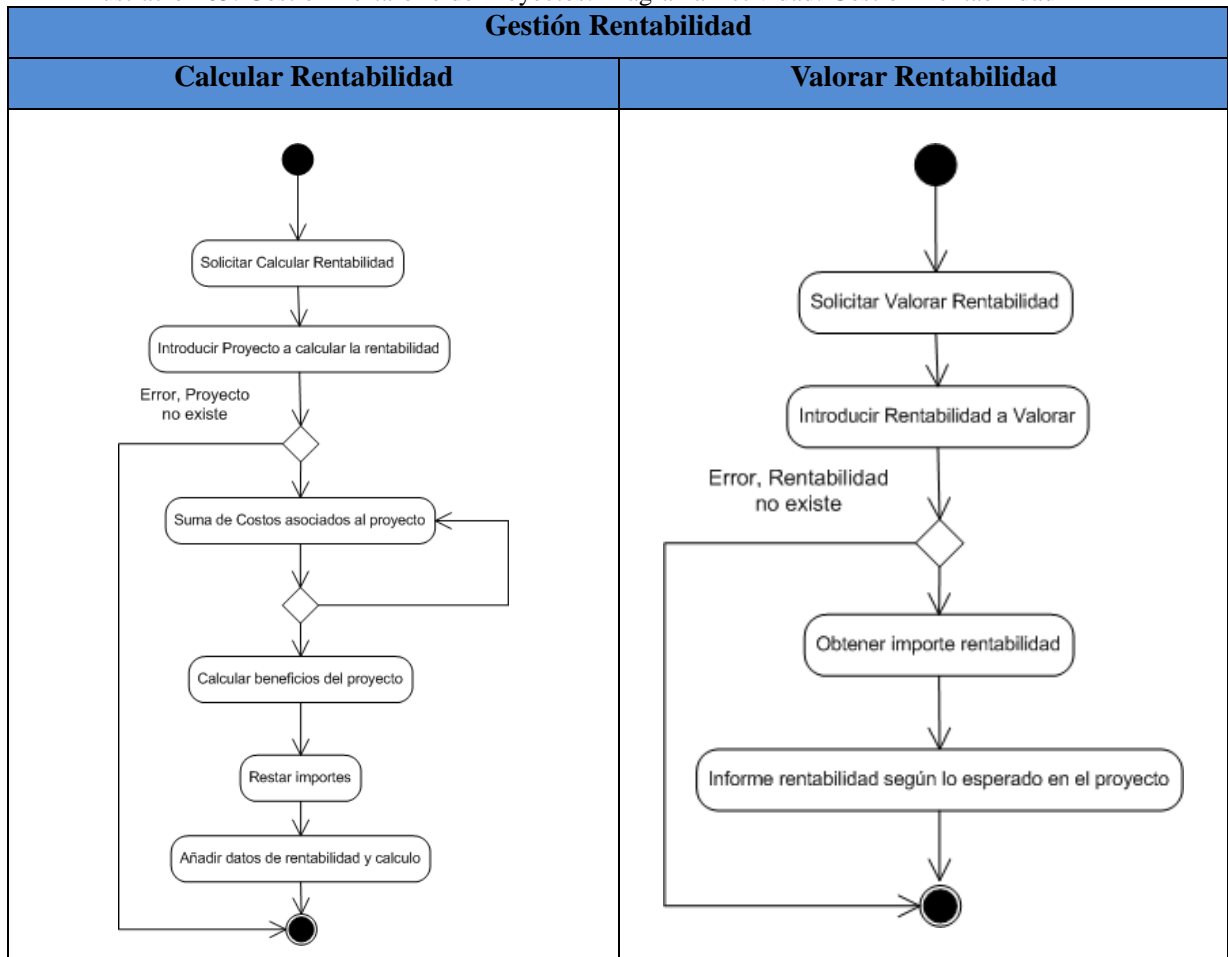 Gestión Rentabilidad
Calcular Rentabilidad
Valorar Rentabilidad
Solicitar Calcular Rentabilidad
Introducir Proyecto a calcular la rentabilidad
Error, Proyecto
no existe
Suma de Costos asociados al proyecto
Calcular beneficios del proyecto
Restar importes
Añadir datos de rentabilidad y calculo
Solicitar Valorar Rentabilidad
Introducir Rentabilidad a Valorar
Error, Rentabilidad
no existe
Obtener importe rentabilidad
Informe rentabilidad según lo esperado en el proyecto